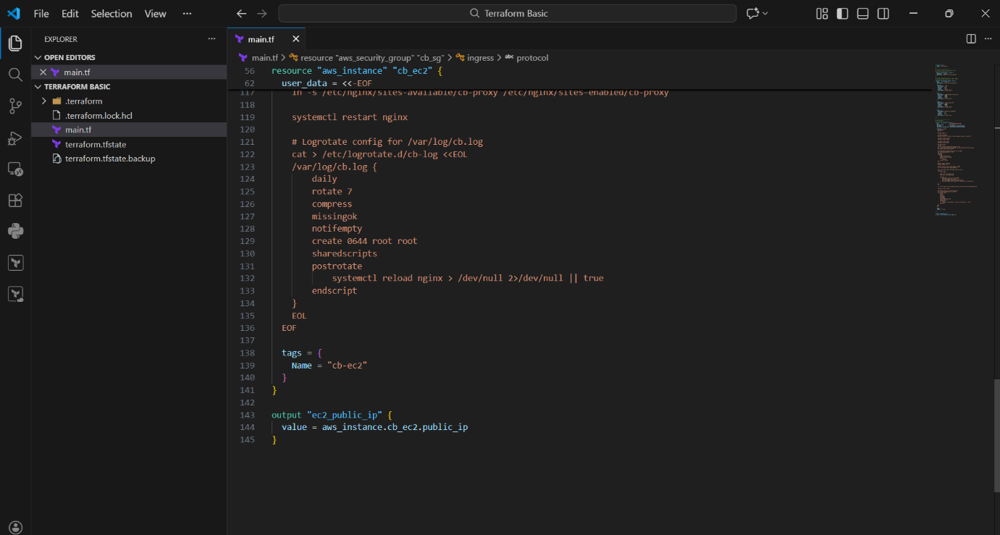 File Edit Selection View ···
Terraform Basic
EXPLORER
OPEN EDITORS
main.tf
TERRAFORM BASIC
.terraform
.terraform.lock.hcl
main.tf
terraform.tfstate
terraform.tfstate.backup
main.tf
main.tf > resource "aws_security_group" "cb_sg" > ingress > abc protocol
56 resource "aws_instance" "cb_ec2" {
62 user_data = <<-EOF
117 ln -s /etc/nginx/sites-available/cb-proxy /etc/nginx/sites-enabled/cb-proxy
118
119 systemctl restart nginx
120
121 # Logrotate config for /var/log/cb.log
122 cat > /etc/logrotate.d/cb-log <<EOL
123 /var/log/cb.log {
124 daily
125 rotate 7
126 compress
127 missingok
128 notifempty
129 create 0644 root root
130 sharedscripts
131 postrotate
132 systemctl reload nginx > /dev/null 2>/dev/null || true
133 endscript
134 }
135 EOL
136 EOF
137
138 tags = {
139 Name = "cb-ec2"
140 }
141 }
142
143 output "ec2_public_ip" {
144 value = aws_instance.cb_ec2.public_ip
145 }